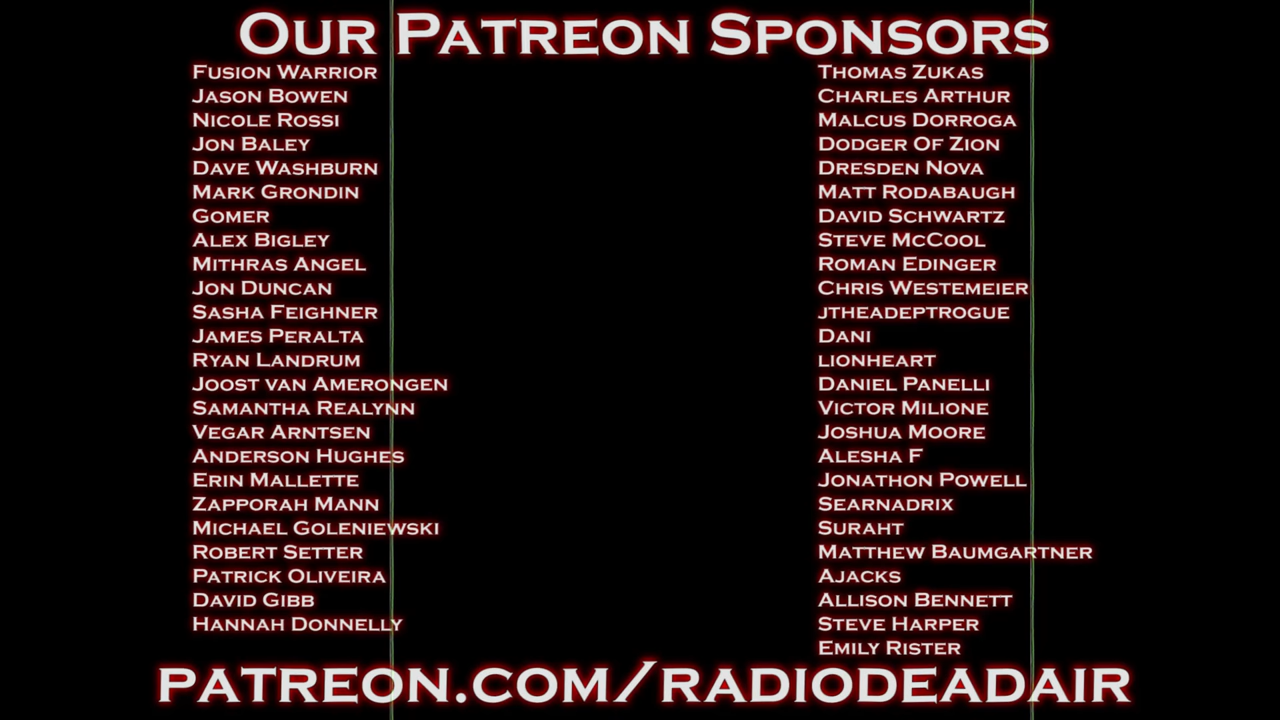 Our Patreon Sponsors
Fusion Warrior
Jason Bowen
Nicole Rossi
Jon Baley
Dave Washburn
Mark Grondin
Gomer
Alex Bigley
Mithras Angel
Jon Duncan
Sasha Feighner
James Peralta
Ryan Landrum
Joost van Amerongen
Samantha Realynn
Vegar Arntsen
Anderson Hughes
Erin Mallette
Zapporah Mann
Michael Goleniewski
Robert Setter
Patrick Oliveira
David Gibb
Hannah Donnelly
Thomas Zukas
Charles Arthur
Malcus Dorroga
Dodger Of Zion
Dresden Nova
Matt Rodabaugh
David Schwartz
Steve McCool
Roman Edinger
Chris Westemeier
jtheadeptrogue
Dani
lionheart
Daniel Panelli
Victor Milione
Joshua Moore
Alesha F
Jonathon Powell
Searnadrix
Suraht
Matthew Baumgartner
Ajacks
Allison Bennett
Steve Harper
Emily Rister
patreon.com/radiodeadair